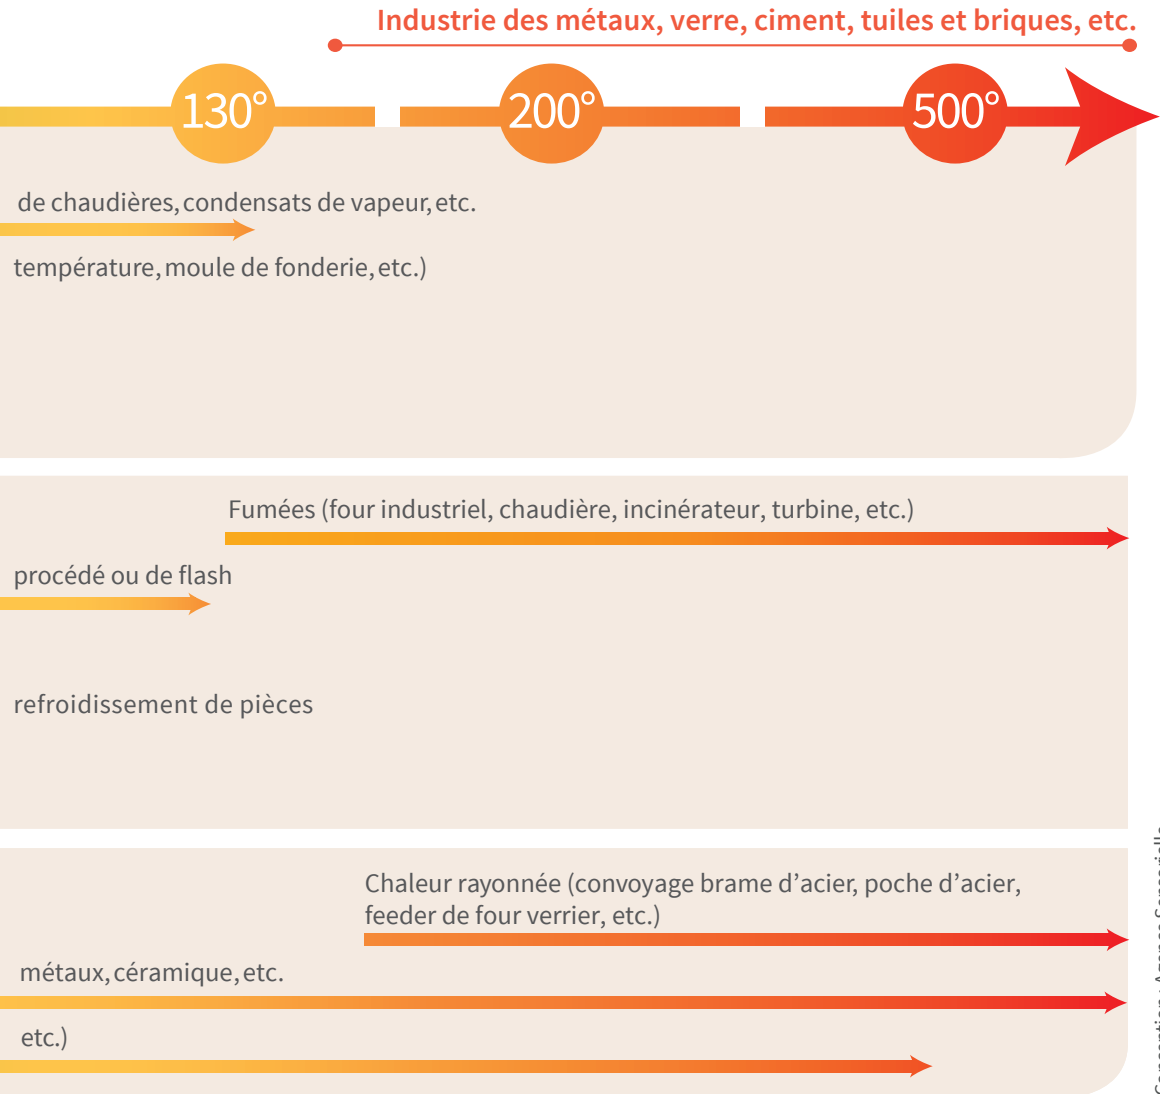 Industrie des métaux, verre, ciment, tuiles et briques, etc.
130° 200° 500°
de chaudières, condensats de vapeur, etc.
température, moule de fonderie, etc.)
Fumées (four industriel, chaudière, incinérateur, turbine, etc.)
procédé ou de flash
refroidissement de pièces
Chaleur rayonnée (convoyage brame d’acier, poche d’acier,
feeder de four verrier, etc.)
métaux, céramique, etc.
etc.)